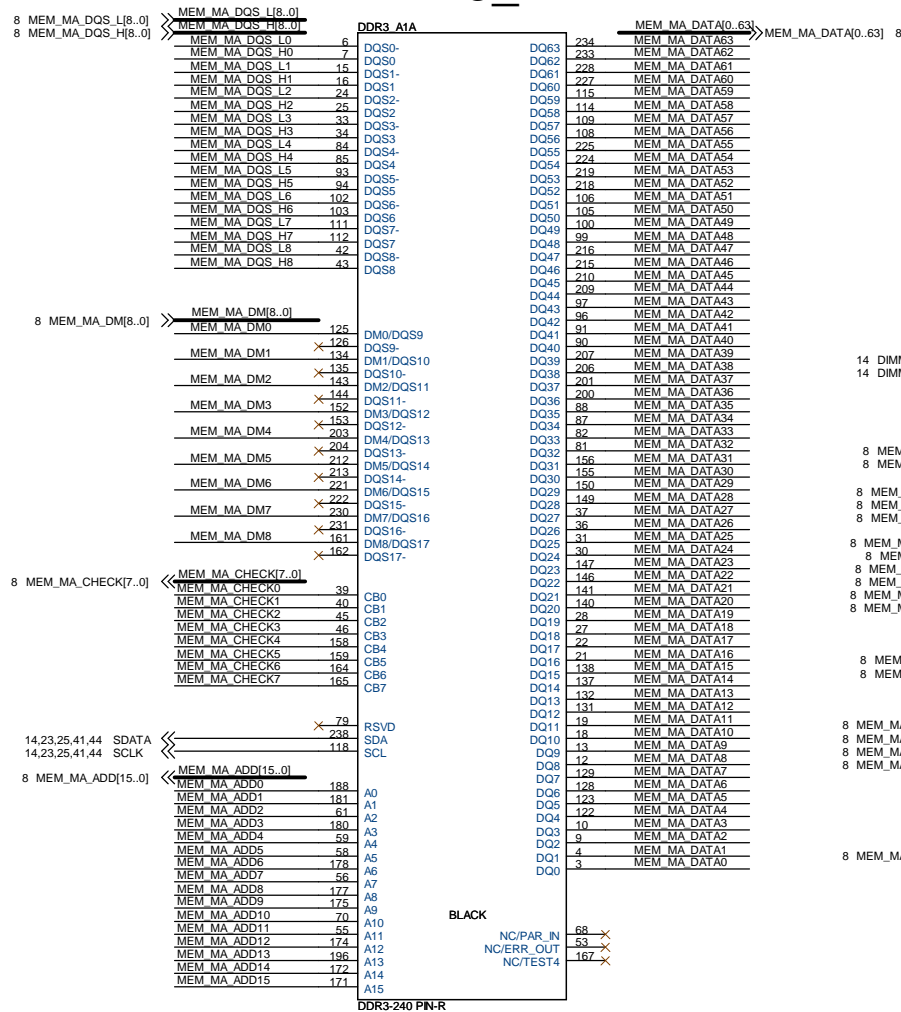 MEM_MA_DQS_L[8..0]
MEM_MA_DQS_L[8..0]
8 MEM_MA_DQS_H[8..0]
MEM_MA_DQS_H[8..0]
DDR3_A1A
MEM_MA_DATA[0..63]
MEM_MA_DATA[0..63] 8
MEM_MA_DQS_L0 6 DQS0-
MEM_MA_DQS_H0 7 DQS0
MEM_MA_DQS_L1 15 DQS1-
MEM_MA_DQS_H1 16 DQS1
MEM_MA_DQS_L2 24 DQS2-
MEM_MA_DQS_H2 25 DQS2
MEM_MA_DQS_L3 33 DQS3-
MEM_MA_DQS_H3 34 DQS3
MEM_MA_DQS_L4 84 DQS4-
MEM_MA_DQS_H4 85 DQS4
MEM_MA_DQS_L5 93 DQS5-
MEM_MA_DQS_H5 94 DQS5
MEM_MA_DQS_L6 102 DQS6-
MEM_MA_DQS_H6 103 DQS6
MEM_MA_DQS_L7 111 DQS7-
MEM_MA_DQS_H7 112 DQS7
MEM_MA_DQS_L8 42 DQS8-
MEM_MA_DQS_H8 43 DQS8
8 MEM_MA_DM[8..0]
MEM_MA_DM[8..0]
MEM_MA_DM0 125 DM0/DQS9
126 DQS9-
MEM_MA_DM1 134 DM1/DQS10
135 DQS10-
MEM_MA_DM2 143 DM2/DQS11
144 DQS11-
MEM_MA_DM3 152 DM3/DQS12
153 DQS12-
MEM_MA_DM4 203 DM4/DQS13
204 DQS13-
MEM_MA_DM5 212 DM5/DQS14
213 DQS14-
MEM_MA_DM6 221 DM6/DQS15
222 DQS15-
MEM_MA_DM7 230 DM7/DQS16
231 DQS16-
MEM_MA_DM8 161 DM8/DQS17
162 DQS17-
8 MEM_MA_CHECK[7..0]
MEM_MA_CHECK[7..0]
MEM_MA_CHECK0 39 CB0
MEM_MA_CHECK1 40 CB1
MEM_MA_CHECK2 45 CB2
MEM_MA_CHECK3 46 CB3
MEM_MA_CHECK4 158 CB4
MEM_MA_CHECK5 159 CB5
MEM_MA_CHECK6 164 CB6
MEM_MA_CHECK7 165 CB7
79 RSVD
14,23,25,41,44 SDATA 238 SDA
14,23,25,41,44 SCLK 118 SCL
8 MEM_MA_ADD[15..0]
MEM_MA_ADD[15..0]
MEM_MA_ADD0 188 A0
MEM_MA_ADD1 181 A1
MEM_MA_ADD2 61 A2
MEM_MA_ADD3 180 A3
MEM_MA_ADD4 59 A4
MEM_MA_ADD5 58 A5
MEM_MA_ADD6 178 A6
MEM_MA_ADD7 56 A7
MEM_MA_ADD8 177 A8
MEM_MA_ADD9 175 A9
MEM_MA_ADD10 70 A10
MEM_MA_ADD11 55 A11
MEM_MA_ADD12 174 A12
MEM_MA_ADD13 196 A13
MEM_MA_ADD14 172 A14
MEM_MA_ADD15 171 A15
DQ63 234 MEM_MA_DATA63
DQ62 233 MEM_MA_DATA62
DQ61 228 MEM_MA_DATA61
DQ60 227 MEM_MA_DATA60
DQ59 115 MEM_MA_DATA59
DQ58 114 MEM_MA_DATA58
DQ57 109 MEM_MA_DATA57
DQ56 108 MEM_MA_DATA56
DQ55 225 MEM_MA_DATA55
DQ54 224 MEM_MA_DATA54
DQ53 219 MEM_MA_DATA53
DQ52 218 MEM_MA_DATA52
DQ51 106 MEM_MA_DATA51
DQ50 105 MEM_MA_DATA50
DQ49 100 MEM_MA_DATA49
DQ48 99 MEM_MA_DATA48
DQ47 216 MEM_MA_DATA47
DQ46 215 MEM_MA_DATA46
DQ45 210 MEM_MA_DATA45
DQ44 209 MEM_MA_DATA44
DQ43 97 MEM_MA_DATA43
DQ42 96 MEM_MA_DATA42
DQ41 91 MEM_MA_DATA41
DQ40 90 MEM_MA_DATA40
DQ39 207 MEM_MA_DATA39
DQ38 206 MEM_MA_DATA38
DQ37 201 MEM_MA_DATA37
DQ36 200 MEM_MA_DATA36
DQ35 88 MEM_MA_DATA35
DQ34 87 MEM_MA_DATA34
DQ33 82 MEM_MA_DATA33
DQ32 81 MEM_MA_DATA32
DQ31 156 MEM_MA_DATA31
DQ30 155 MEM_MA_DATA30
DQ29 150 MEM_MA_DATA29
DQ28 149 MEM_MA_DATA28
DQ27 37 MEM_MA_DATA27
DQ26 36 MEM_MA_DATA26
DQ25 31 MEM_MA_DATA25
DQ24 30 MEM_MA_DATA24
DQ23 147 MEM_MA_DATA23
DQ22 146 MEM_MA_DATA22
DQ21 141 MEM_MA_DATA21
DQ20 140 MEM_MA_DATA20
DQ19 28 MEM_MA_DATA19
DQ18 27 MEM_MA_DATA18
DQ17 22 MEM_MA_DATA17
DQ16 21 MEM_MA_DATA16
DQ15 138 MEM_MA_DATA15
DQ14 137 MEM_MA_DATA14
DQ13 132 MEM_MA_DATA13
DQ12 131 MEM_MA_DATA12
DQ11 19 MEM_MA_DATA11
DQ10 18 MEM_MA_DATA10
DQ9 13 MEM_MA_DATA9
DQ8 12 MEM_MA_DATA8
DQ7 129 MEM_MA_DATA7
DQ6 128 MEM_MA_DATA6
DQ5 123 MEM_MA_DATA5
DQ4 122 MEM_MA_DATA4
DQ3 10 MEM_MA_DATA3
DQ2 9 MEM_MA_DATA2
DQ1 4 MEM_MA_DATA1
DQ0 3 MEM_MA_DATA0
BLACK
NC/PAR_IN 68
NC/ERR_OUT 53
NC/TEST4 167
DDR3-240 PIN-R